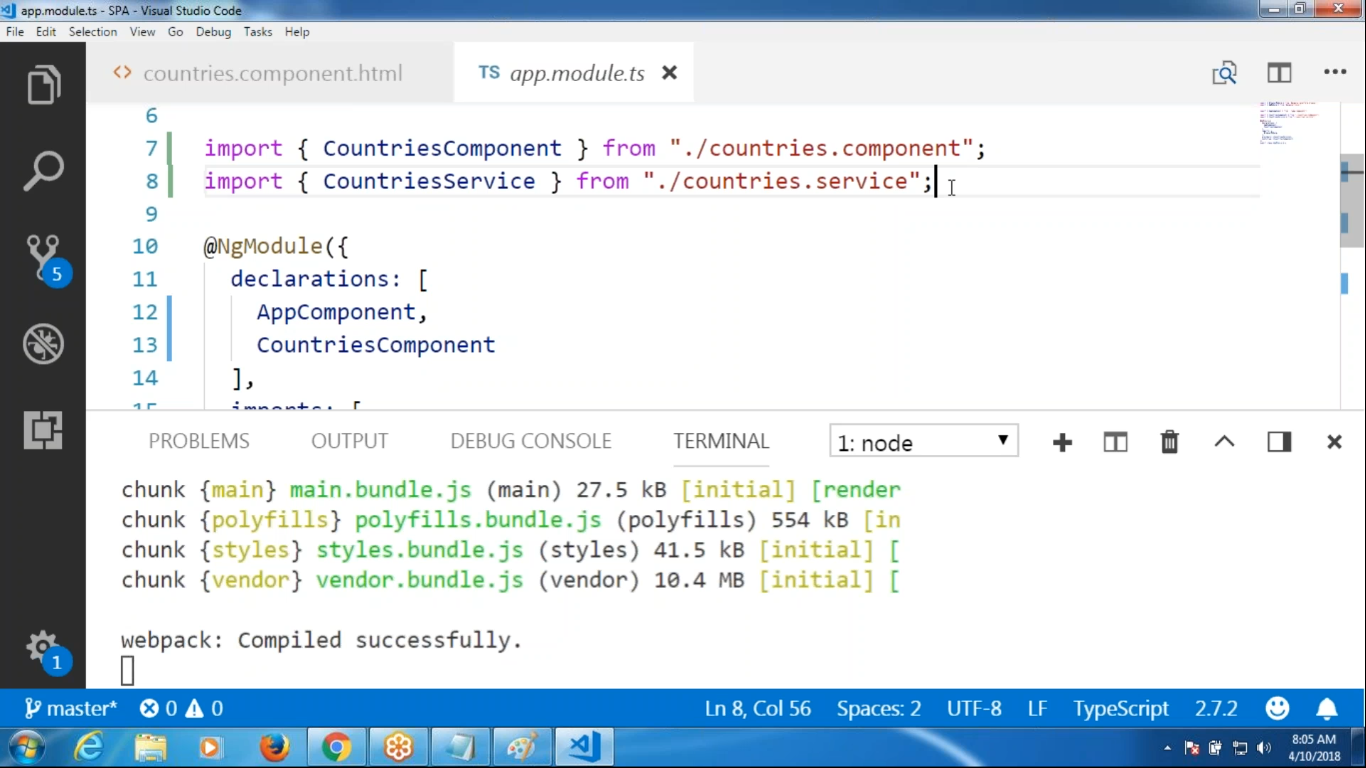 app.module.ts - SPA - Visual Studio Code
File Edit Selection View Go Debug Tasks Help
<> countries.component.html TS app.module.ts
6
7 import { CountriesComponent } from "./countries.component";
8 import { CountriesService } from "./countries.service";
9
10 @NgModule({
11 declarations: [
12 AppComponent,
13 CountriesComponent
14 ],
15 imports: [
5
PROBLEMS OUTPUT DEBUG CONSOLE TERMINAL 1: node
chunk {main} main.bundle.js (main) 27.5 kB [initial] [render
chunk {polyfills} polyfills.bundle.js (polyfills) 554 kB [in
chunk {styles} styles.bundle.js (styles) 41.5 kB [initial] [
chunk {vendor} vendor.bundle.js (vendor) 10.4 MB [initial] [
webpack: Compiled successfully.
1
master* 0 0 Ln 8, Col 56 Spaces: 2 UTF-8 LF TypeScript 2.7.2
8:05 AM
4/10/2018